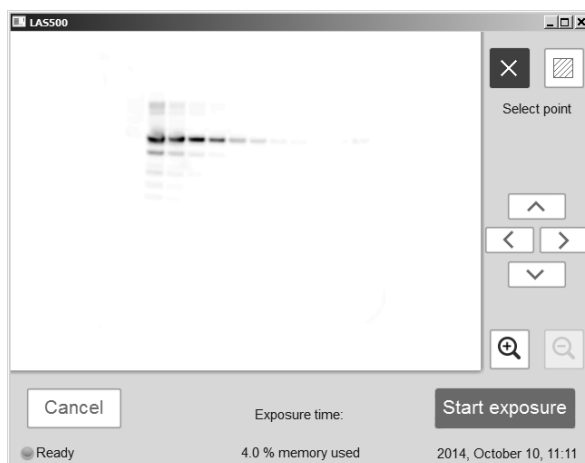 LAS500
Select point
Cancel
Exposure time:
Start exposure
Ready
4.0 % memory used
2014, October 10, 11:11